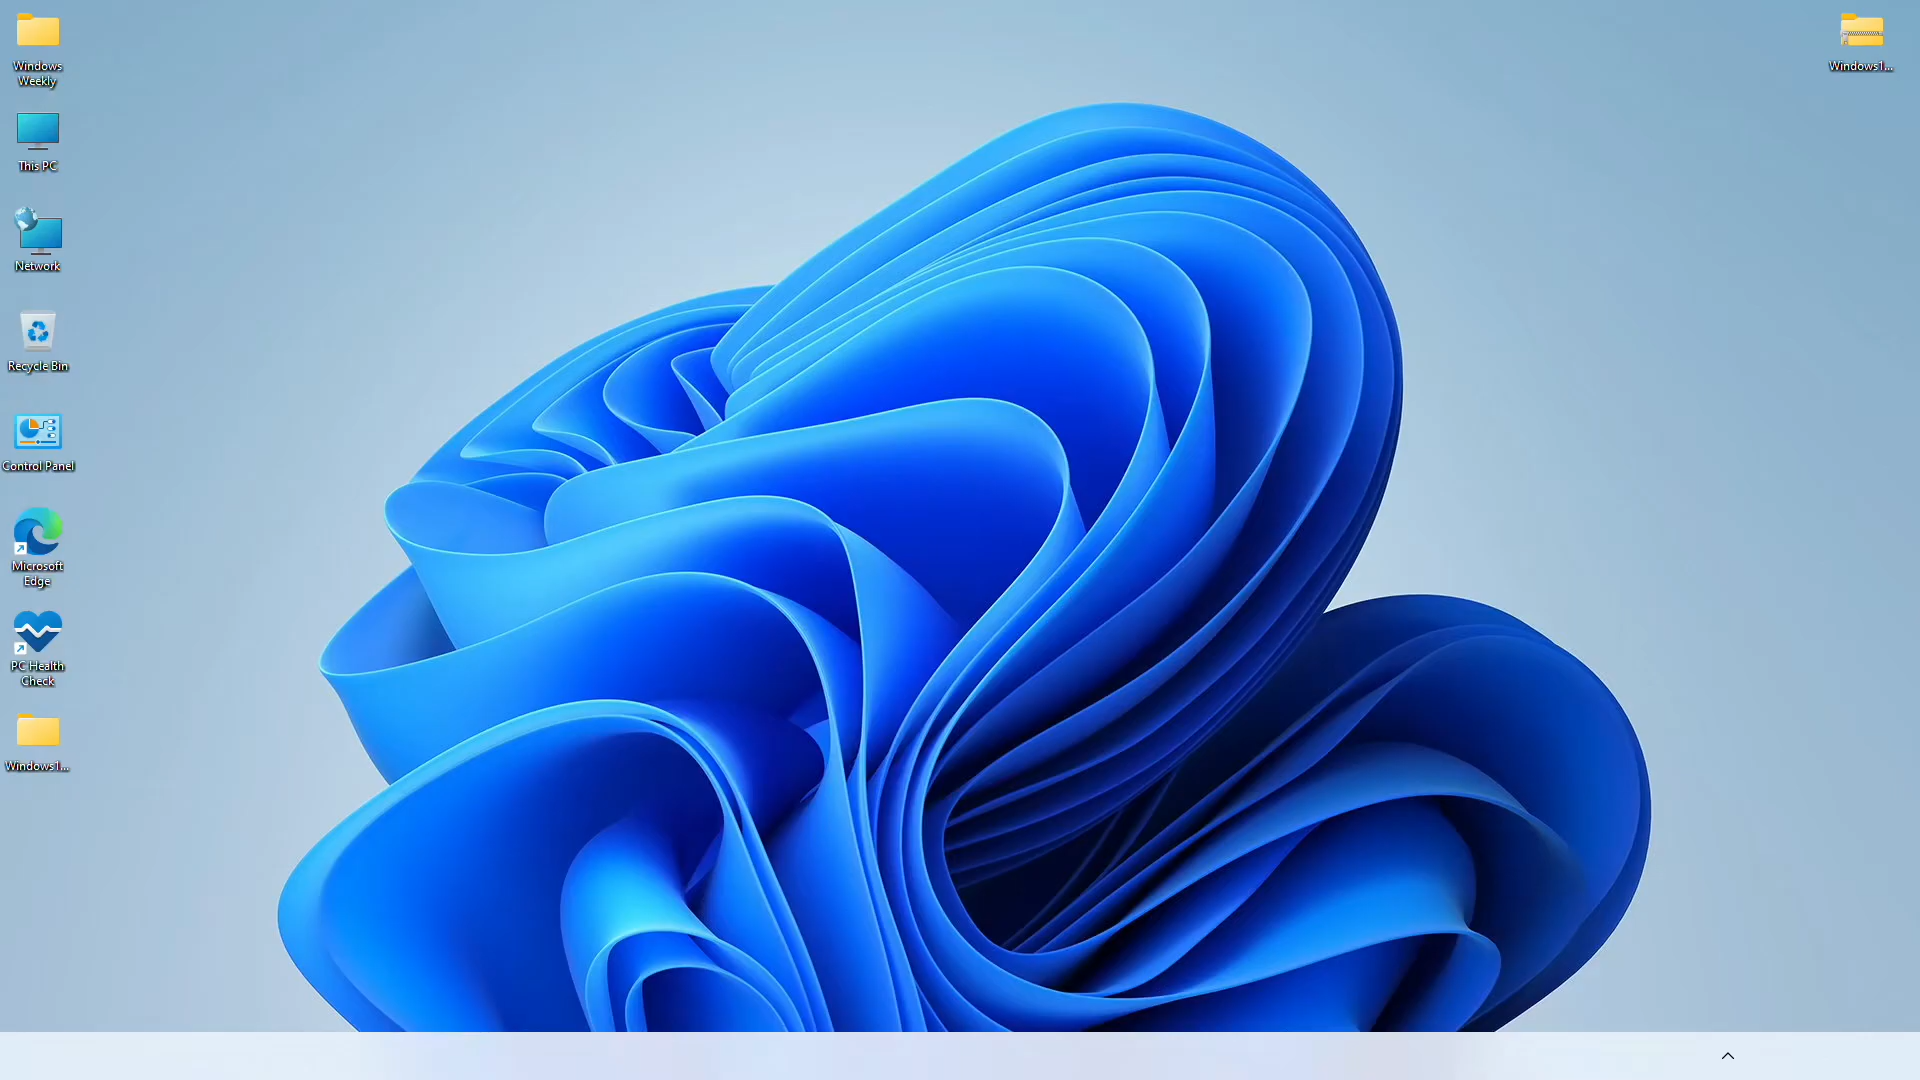 Windows
Weekly
This PC
Network
Recycle Bin
Control Panel
Microsoft
Edge
PC Health
Check
Windows1...
Windows1...